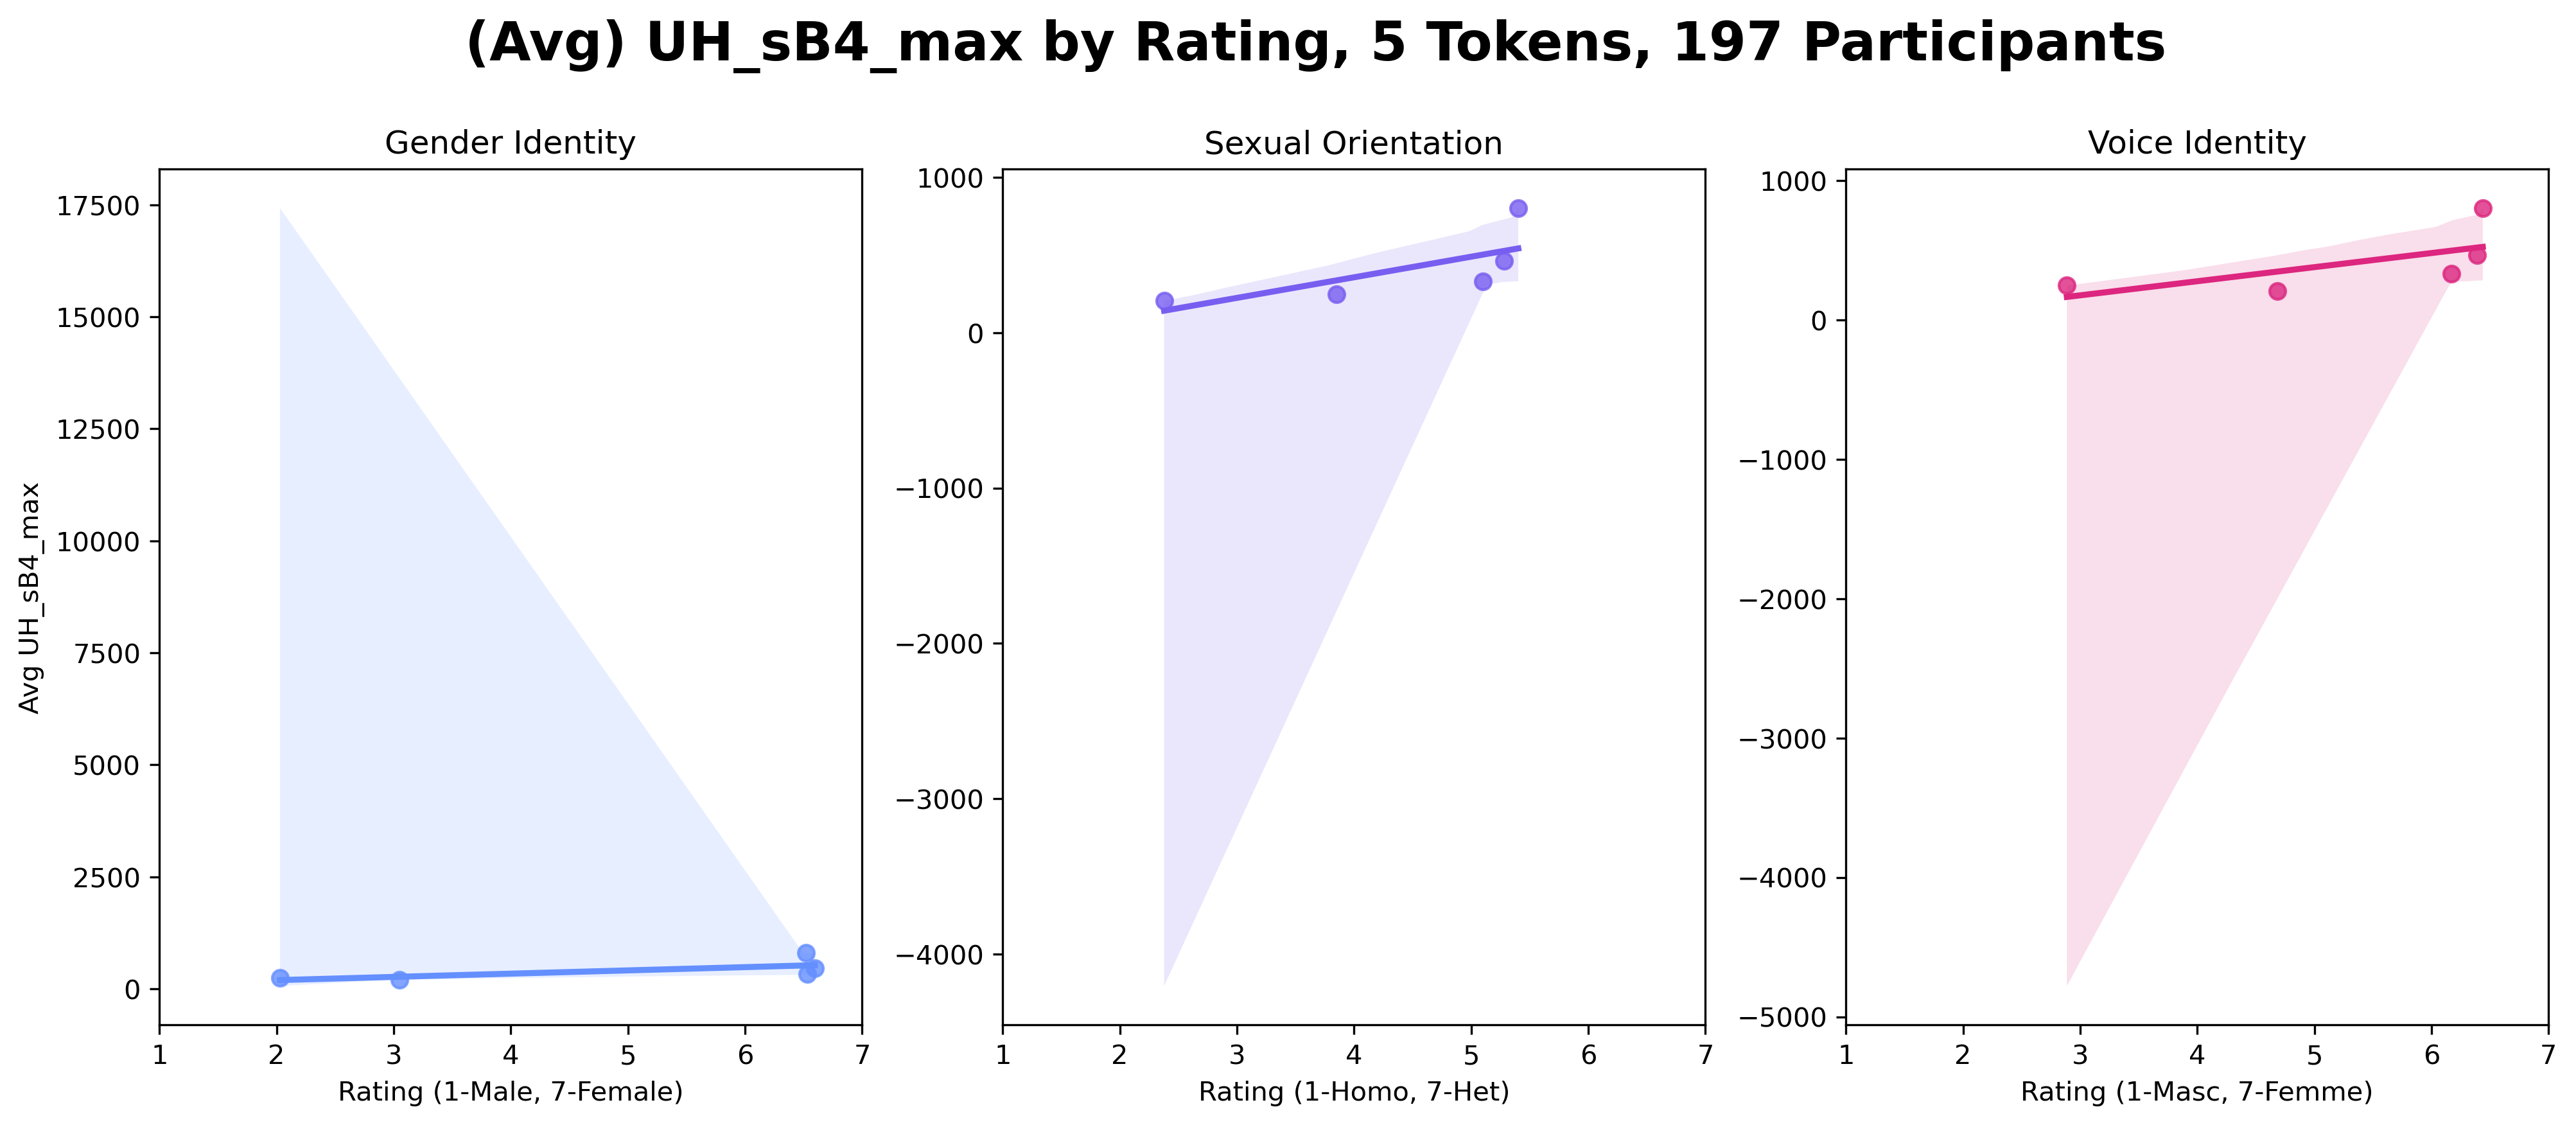 (Avg) UH_sB4_max by Rating, 5 Tokens, 197 Participants
Gender Identity
Avg UH_sB4_max
17500
15000
12500
10000
7500
5000
2500
0
1 2 3 4 5 6 7
Rating (1-Male, 7-Female)
Sexual Orientation
1000
0
−1000
−2000
−3000
−4000
1 2 3 4 5 6 7
Rating (1-Homo, 7-Het)
Voice Identity
1000
0
−1000
−2000
−3000
−4000
−5000
1 2 3 4 5 6 7
Rating (1-Masc, 7-Femme)